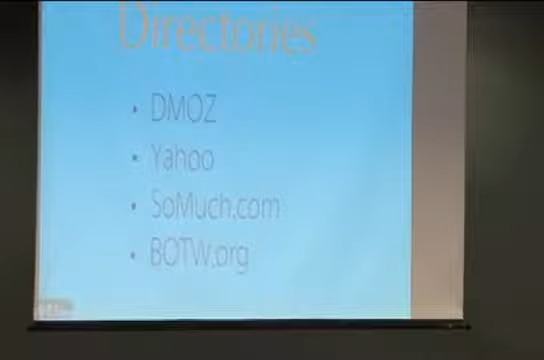 Directories
• DMOZ
• Yahoo
• SoMuch.com
• BOTW.org